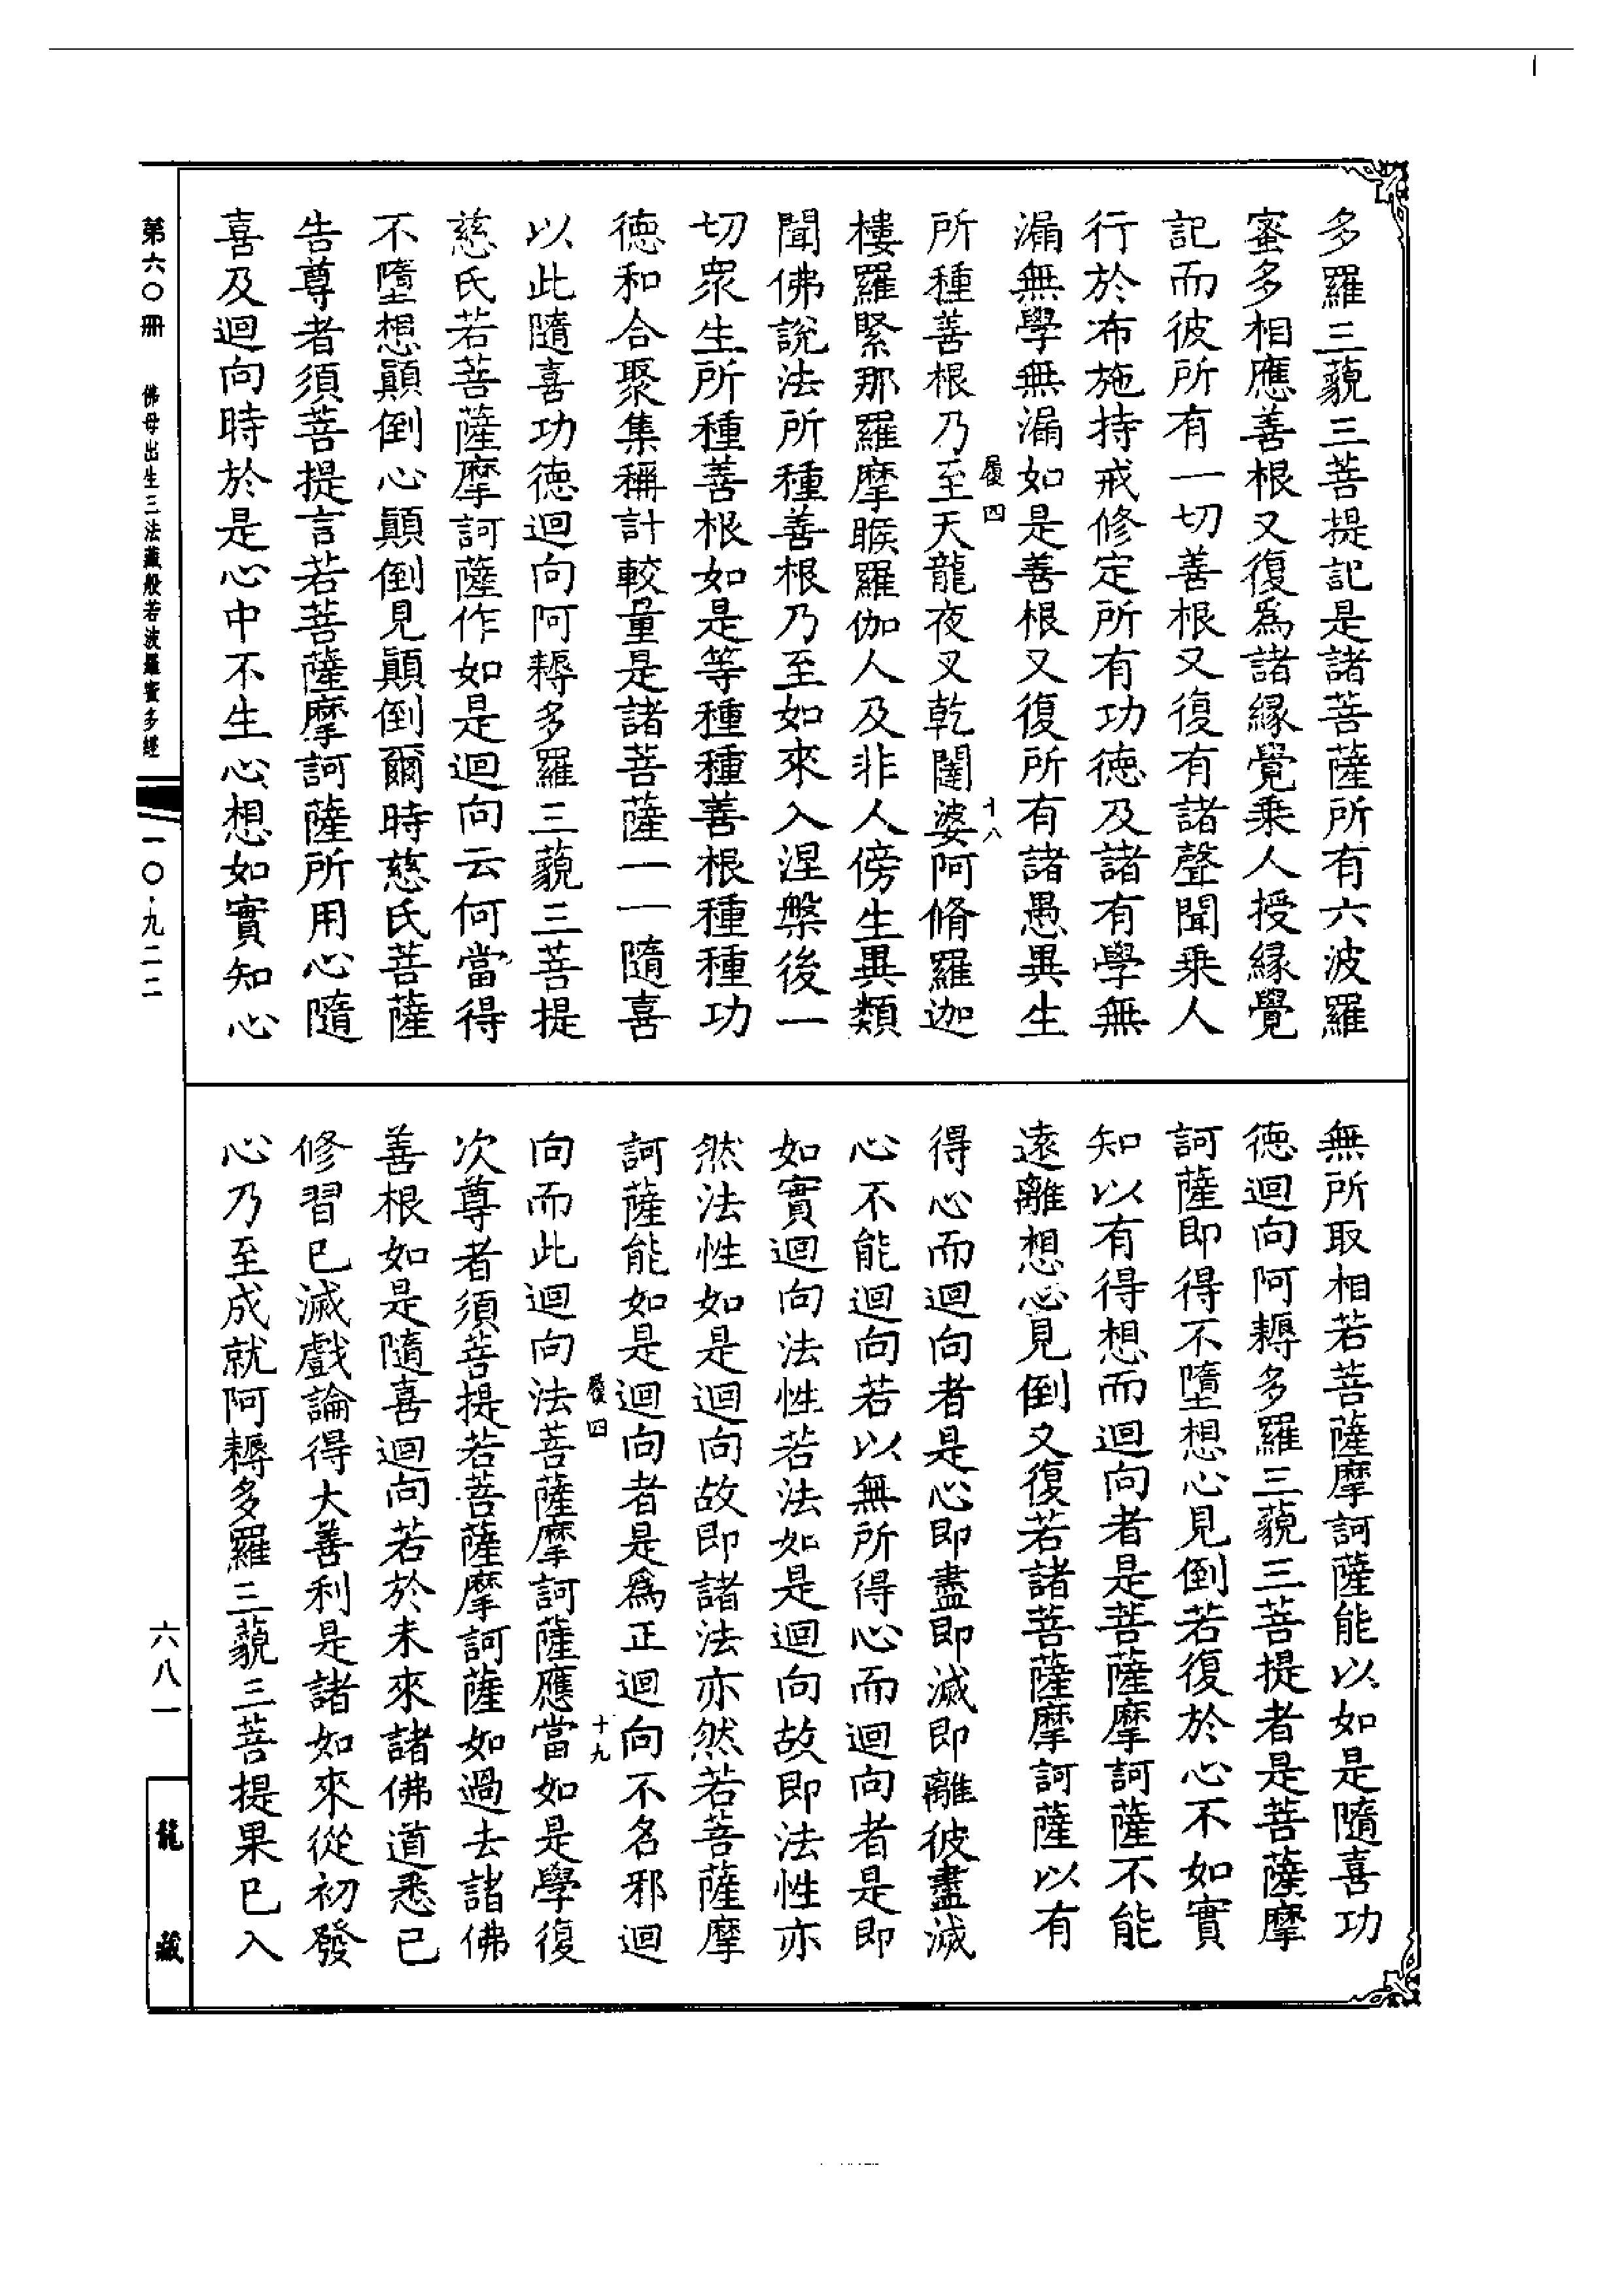 多羅三藐三菩提記是諸菩薩所有六波羅
蜜多相應善根又復爲諸緣覺乘人授緣覺
記而彼所有一切善根又復有諸聲聞乘人
行於布施持戒修定所有功德及諸有學無
漏無學無漏如是善根又復所有諸愚異生
履四
十八
所種善根乃至天龍夜叉乾闥婆阿脩羅迦
樓羅緊那羅摩睺羅伽人及非人傍生異類
聞佛說法所種善根乃至如來入涅槃後一
切眾生所種善根如是等種種善根種種功
德和合聚集稱計較量是諸菩薩一一隨喜
以此隨喜功德迴向阿耨多羅三藐三菩提
慈氏若菩薩摩訶薩作如是迴向云何當得
不墮想顛倒心顛倒見顛倒爾時慈氏菩薩
告尊者須菩提言若菩薩摩訶薩所用心隨
喜及迴向時於是心中不生心想如實知心
無所取相若菩薩摩訶薩能以如是隨喜功
德迴向阿耨多羅三藐三菩提者是菩薩摩
訶薩即得不墮想心見倒若復於心不如實
知以有得想而迴向者是菩薩摩訶薩不能
遠離想心見倒又復若諸菩薩摩訶薩以有
得心而迴向者是心即盡即滅即離彼盡滅
心不能迴向若以無所得心而迴向者是即
如實迴向法性若法如是迴向故即法性亦
然法性如是迴向故即諸法亦然若菩薩摩
訶薩能如是迴向者是爲正迴向不名邪迴
履四
十九
向而此迴向法菩薩摩訶薩應當如是學復
次尊者須菩提若菩薩摩訶薩如過去諸佛
善根如是隨喜迴向若於未來諸佛道悉已
修習已滅戲論得大善利是諸如來從初發
心乃至成就阿耨多羅三藐三菩提果已入
第六〇冊
佛母出生三法藏般若波羅蜜多經
一〇·九二二
六八一
龍藏